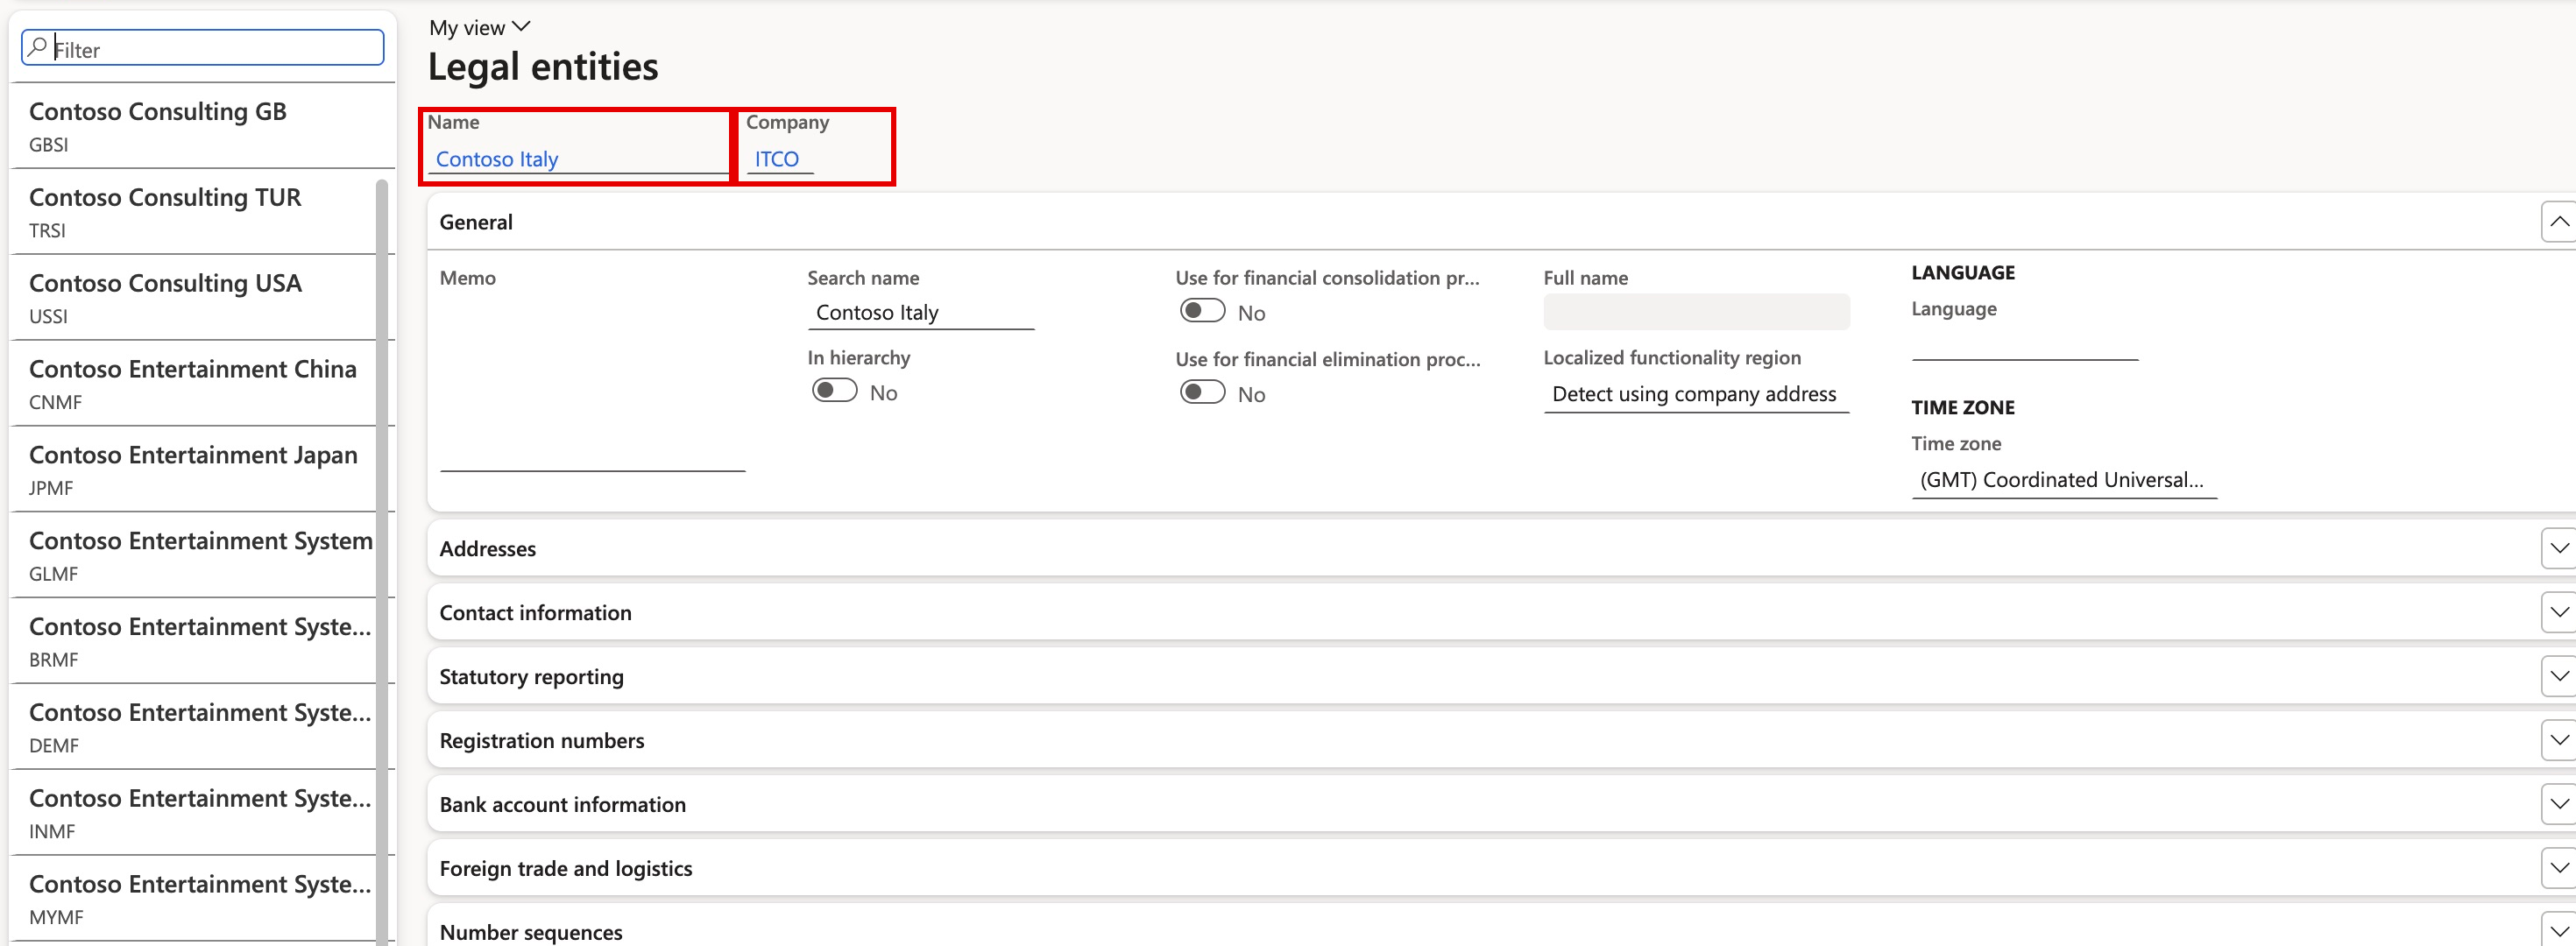 Filter
Contoso Consulting GB
GBSI
Contoso Consulting TUR
TRSI
Contoso Consulting USA
USSI
Contoso Entertainment China
CNMF
Contoso Entertainment Japan
JPMF
Contoso Entertainment System
GLMF
Contoso Entertainment Syste...
BRMF
Contoso Entertainment Syste...
DEMF
Contoso Entertainment Syste...
INMF
Contoso Entertainment Syste...
MYMF
My view
Legal entities
Name
Contoso Italy
Company
ITCO
General
Memo
Search name
Contoso Italy
In hierarchy
No
Use for financial consolidation pr...
No
Use for financial elimination proc...
No
Full name
Localized functionality region
Detect using company address
LANGUAGE
Language
TIME ZONE
Time zone
(GMT) Coordinated Universal...
Addresses
Contact information
Statutory reporting
Registration numbers
Bank account information
Foreign trade and logistics
Number sequences